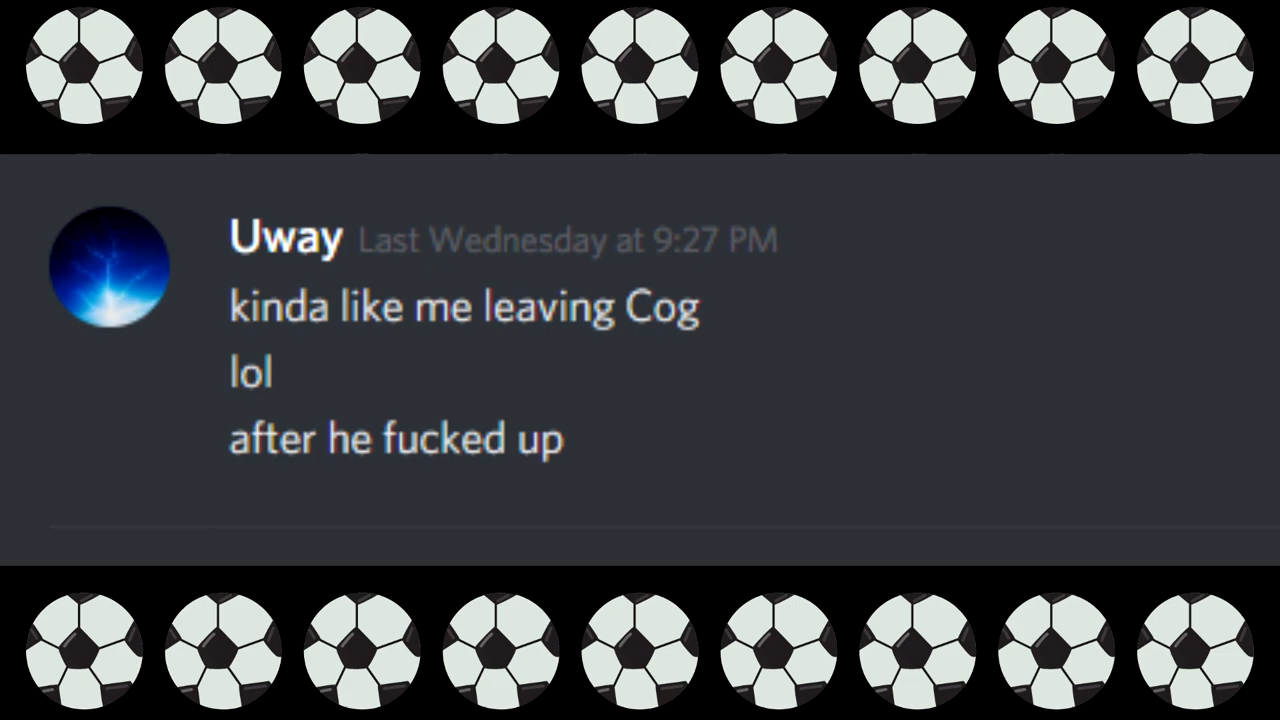 Uway Last Wednesday at 9:27 PM
kinda like me leaving Cog
lol
after he fucked up